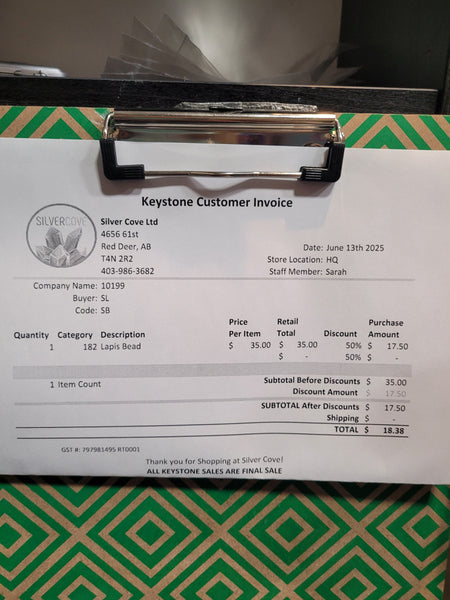 Keystone Customer Invoice
SILVERCOVE
Silver Cove Ltd
4656 61st
Red Deer, AB
T4N 2R2
403-986-3682
Date: June 13th 2025
Store Location: HQ
Staff Member: Sarah
Company Name: 10199
Buyer: SL
Code: SB
Quantity Category Description Price Per Item Retail Total Discount Purchase Amount
1 182 Lapis Bead $ 35.00 $ 35.00 50% $ 17.50
$ - 50% $ -
1 Item Count
Subtotal Before Discounts $ 35.00
Discount Amount $ 17.50
SUBTOTAL After Discounts $ 17.50
Shipping $ -
TOTAL $ 18.38
GST #: 797981495 RT0001
Thank you for Shopping at Silver Cove!
ALL KEYSTONE SALES ARE FINAL SALE